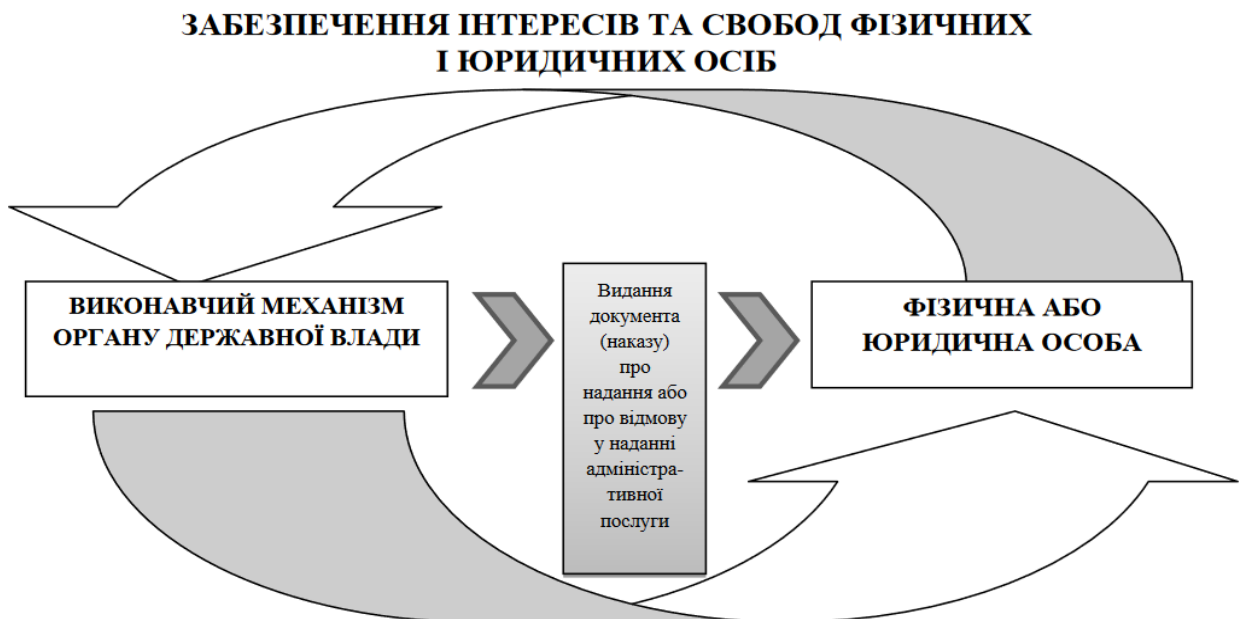 ЗАБЕЗПЕЧЕННЯ ІНТЕРЕСІВ ТА СВОБОД ФІЗИЧНИХ
І ЮРИДИЧНИХ ОСІБ
ВИКОНАВЧИЙ МЕХАНІЗМ
ОРГАНУ ДЕРЖАВНОЇ ВЛАДИ
Видання
документа
(наказу)
про
надання або
про відмову
у наданні
адміністра-
тивної
послуги
ФІЗИЧНА АБО
ЮРИДИЧНА ОСОБА